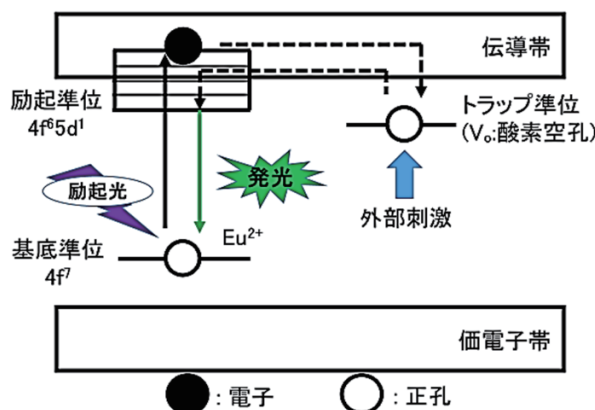 伝導帯
励起準位
4f⁶5d¹
トラップ準位
(Vₒ:酸素空孔)
励起光
発光
外部刺激
基底準位
4f⁷
Eu²⁺
価電子帯
:電子
:正孔